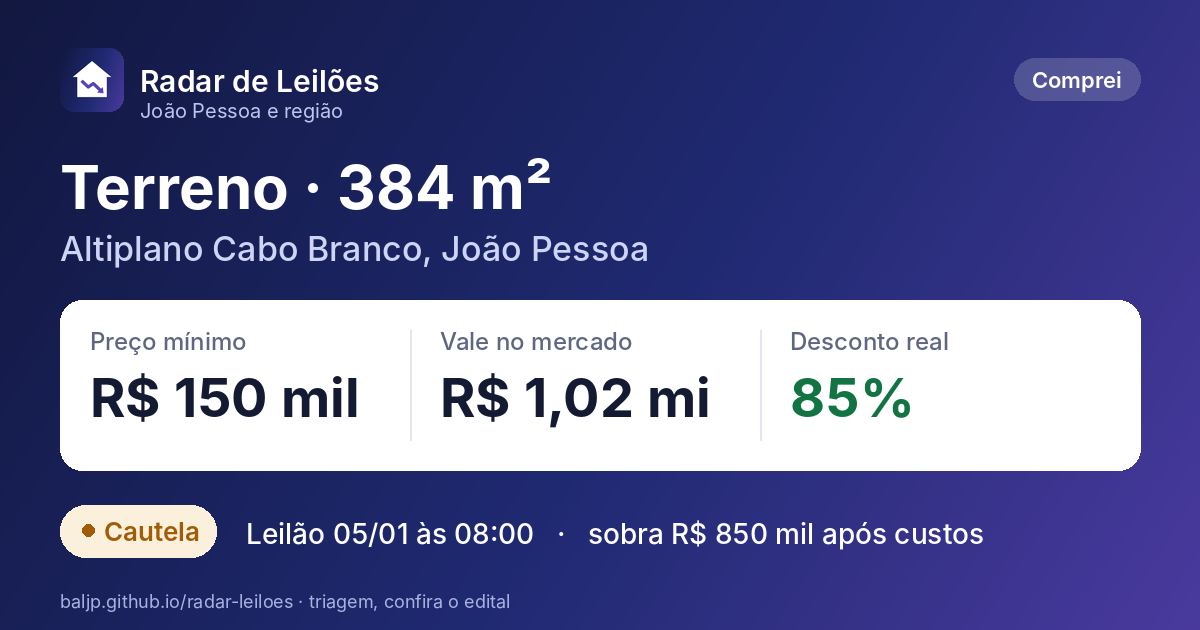 Radar de Leilões
João Pessoa e região
Comprei
Terreno · 384 m²
Altiplano Cabo Branco, João Pessoa
Preço mínimo
R$ 150 mil
Vale no mercado
R$ 1,02 mi
Desconto real
85%
Cautela
Leilão 05/01 às 08:00 · sobra R$ 850 mil após custos
baljp.github.io/radar-leiloes · triagem, confira o edital